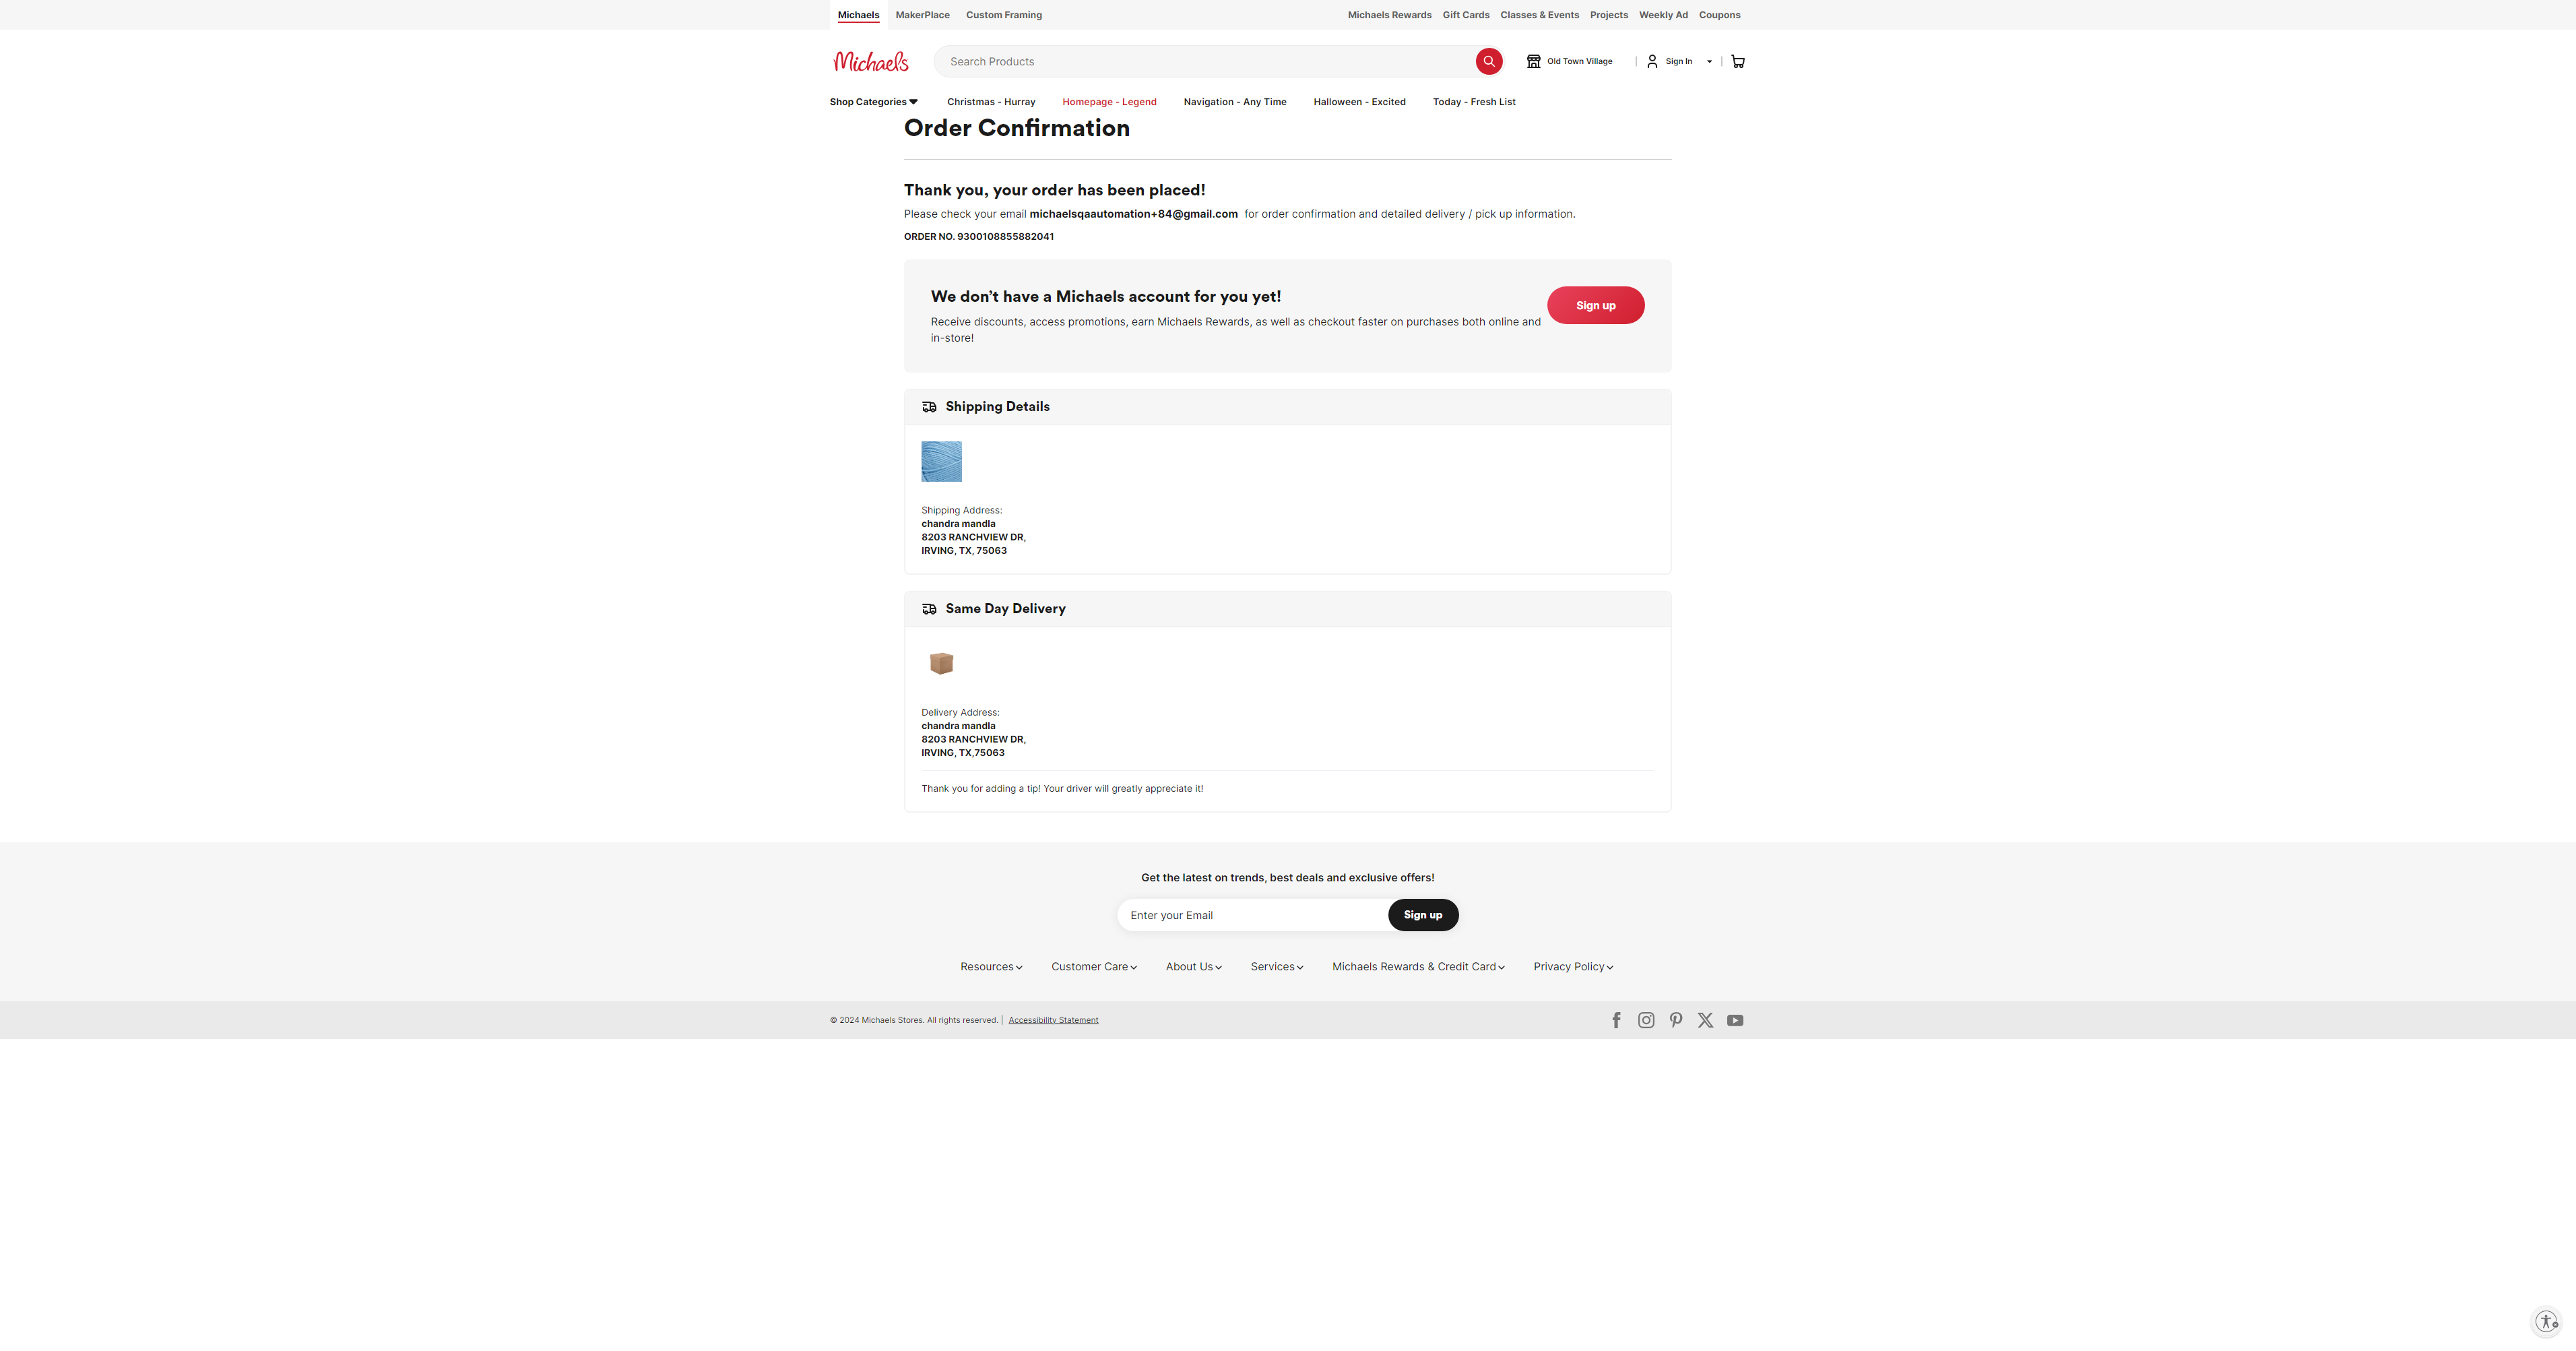 Michaels MakerPlace Custom Framing Michaels Rewards Gift Cards Classes & Events Projects Weekly Ad Coupons
Michaels Search Products Old Town Village | Sign In |
Shop Categories Christmas - Hurray Homepage - Legend Navigation - Any Time Halloween - Excited Today - Fresh List
Order Confirmation
Thank you, your order has been placed!
Please check your email michaelsqaautomation+84@gmail.com for order confirmation and detailed delivery / pick up information.
ORDER NO. 9300108855882041
We don’t have a Michaels account for you yet!
Sign up
Receive discounts, access promotions, earn Michaels Rewards, as well as checkout faster on purchases both online and
in-store!
Shipping Details
Shipping Address:
chandra mandla
8203 RANCHVIEW DR,
IRVING, TX, 75063
Same Day Delivery
Delivery Address:
chandra mandla
8203 RANCHVIEW DR,
IRVING, TX,75063
Thank you for adding a tip! Your driver will greatly appreciate it!
Get the latest on trends, best deals and exclusive offers!
Enter your Email Sign up
Resources Customer Care About Us Services Michaels Rewards & Credit Card Privacy Policy
© 2024 Michaels Stores. All rights reserved. | Accessibility Statement